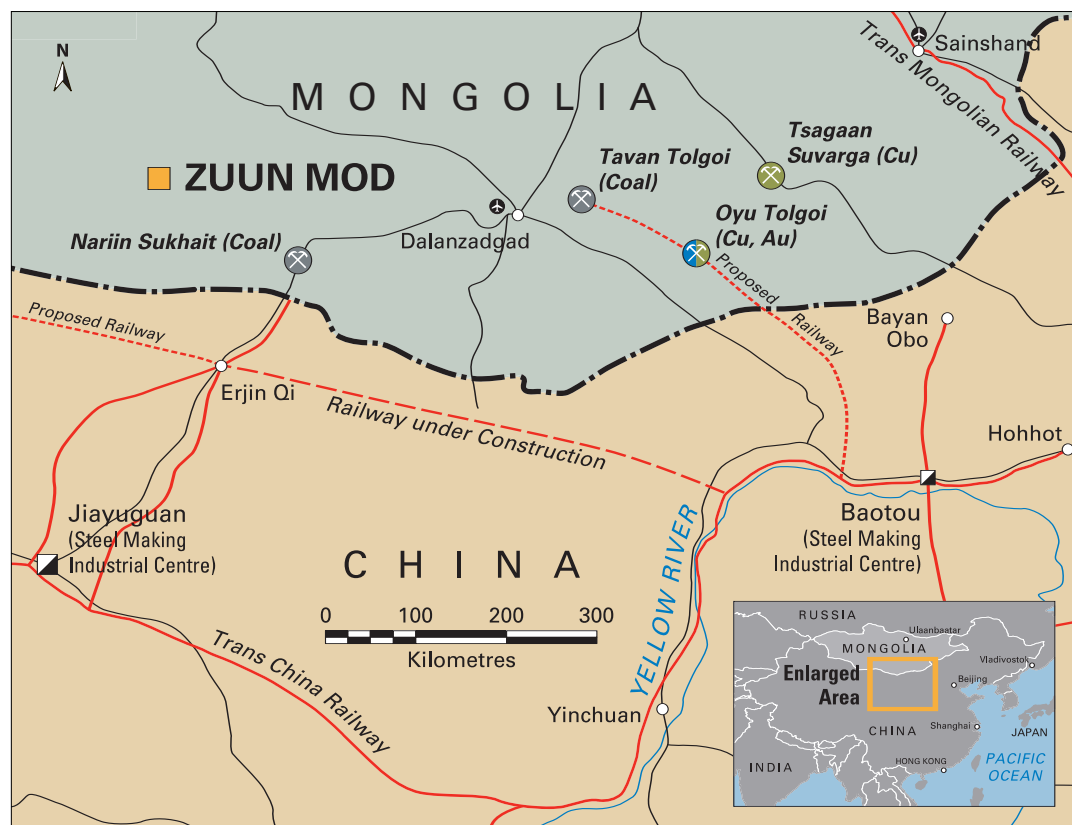 N
MONGOLIA
Sainshand
Trans Mongolian Railway
Tsagaan
Suvarga (Cu)
Tavan Tolgoi
(Coal)
ZUUN MOD
Oyu Tolgoi
(Cu, Au)
Nariin Sukhait (Coal)
Dalanzadgad
Proposed Railway
Proposed Railway
Bayan
Obo
Erjin Qi
Railway under Construction
Hohhot
Jiayuguan
(Steel Making
Industrial Centre)
Baotou
(Steel Making
Industrial Centre)
CHINA
YELLOW RIVER
0 100 200 300
Kilometres
Trans China Railway
Yinchuan
RUSSIA
Ulaanbaatar
MONGOLIA
Vladivostok
Enlarged
Area
Beijing
CHINA
Shanghai
JAPAN
INDIA
HONG KONG
PACIFIC
OCEAN